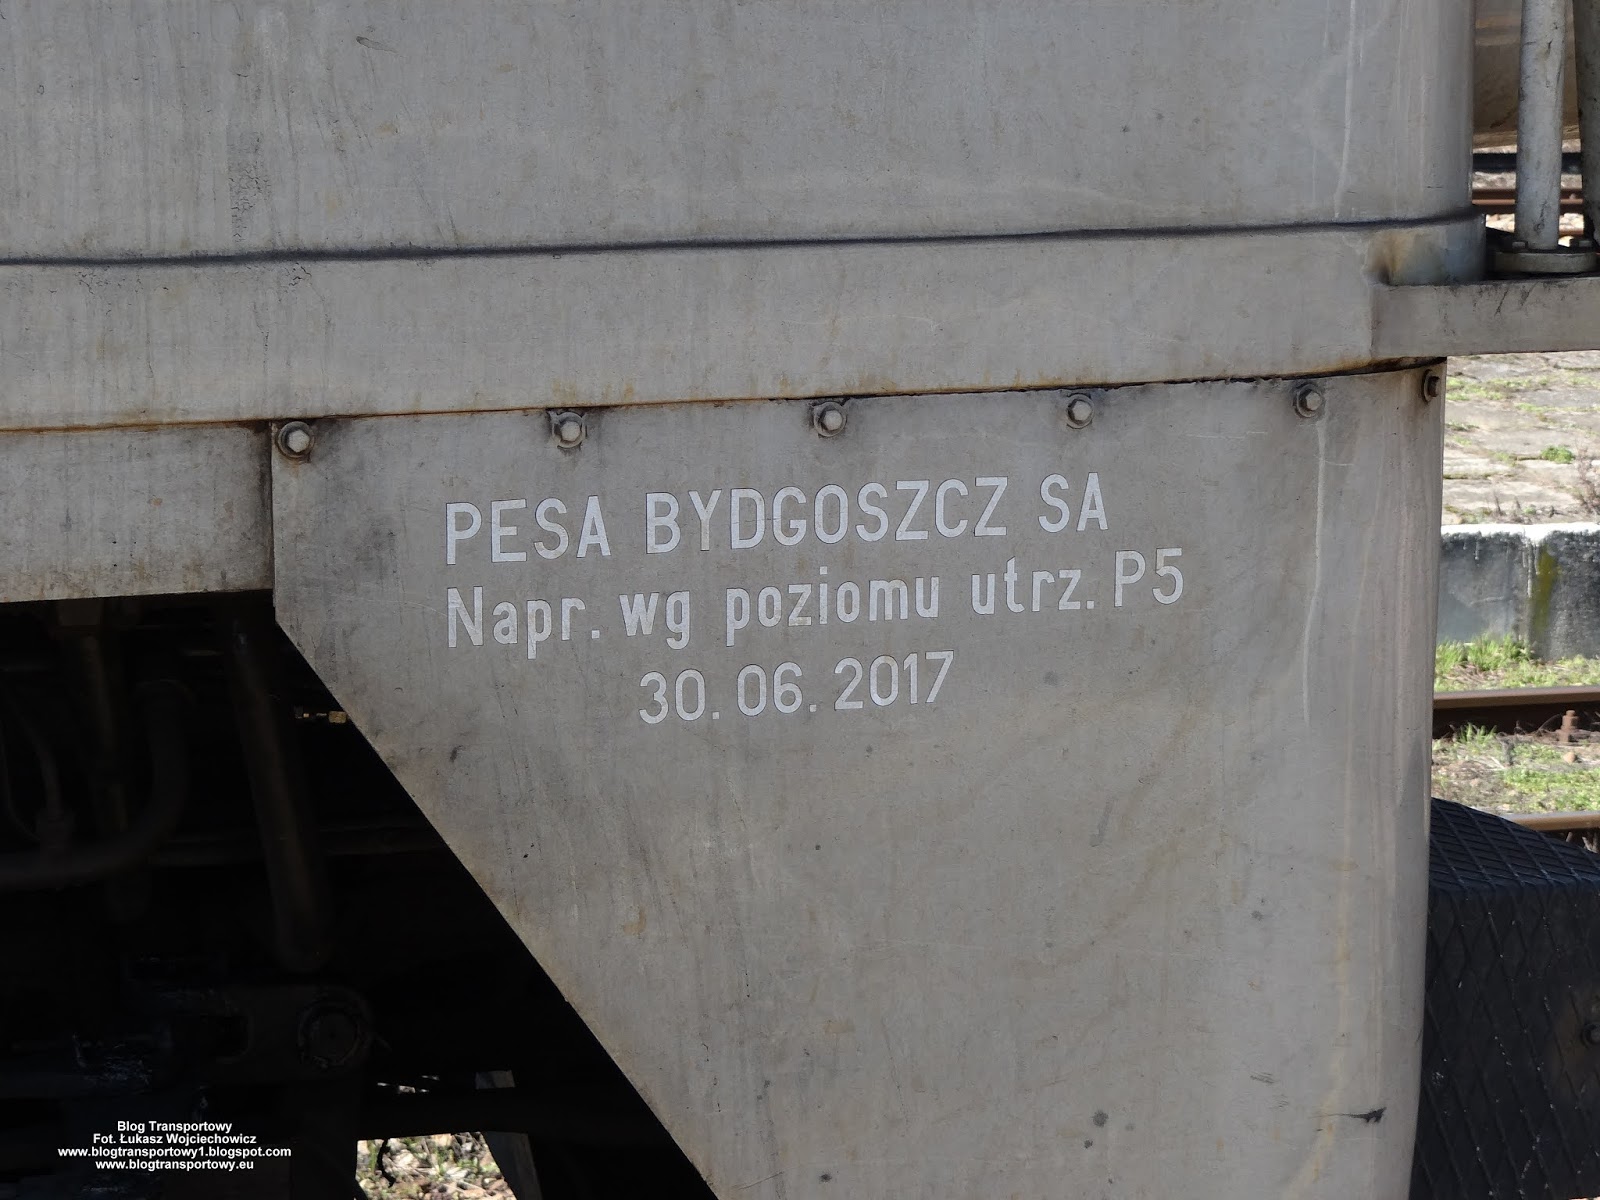 PESA BYDGOSZCZ SA
Napr. wg poziomu utrz. P5
30.06.2017
Blog Transportowy
Fot. Łukasz Wojciechowicz
www.blogtransportowy1.blogspot.com
www.blogtransportowy.eu